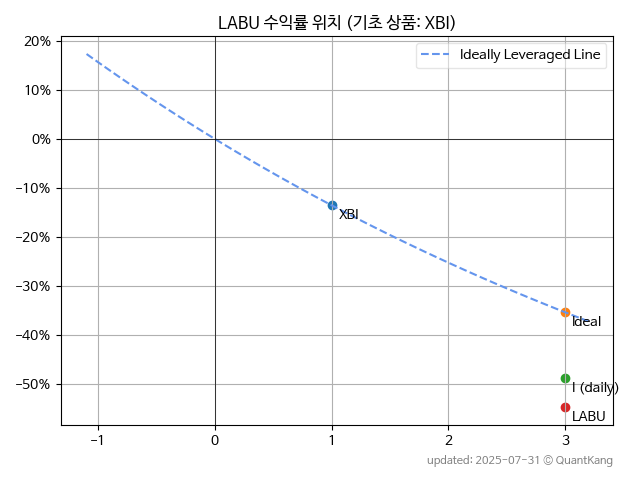 LABU 수익률 위치 (기초 상품: XBI)
Ideally Leveraged Line
20%
10%
0%
−10%
−20%
−30%
−40%
−50%
XBI
Ideal
I (daily)
LABU
−1
0
1
2
3
updated: 2025-07-31 © QuantKang